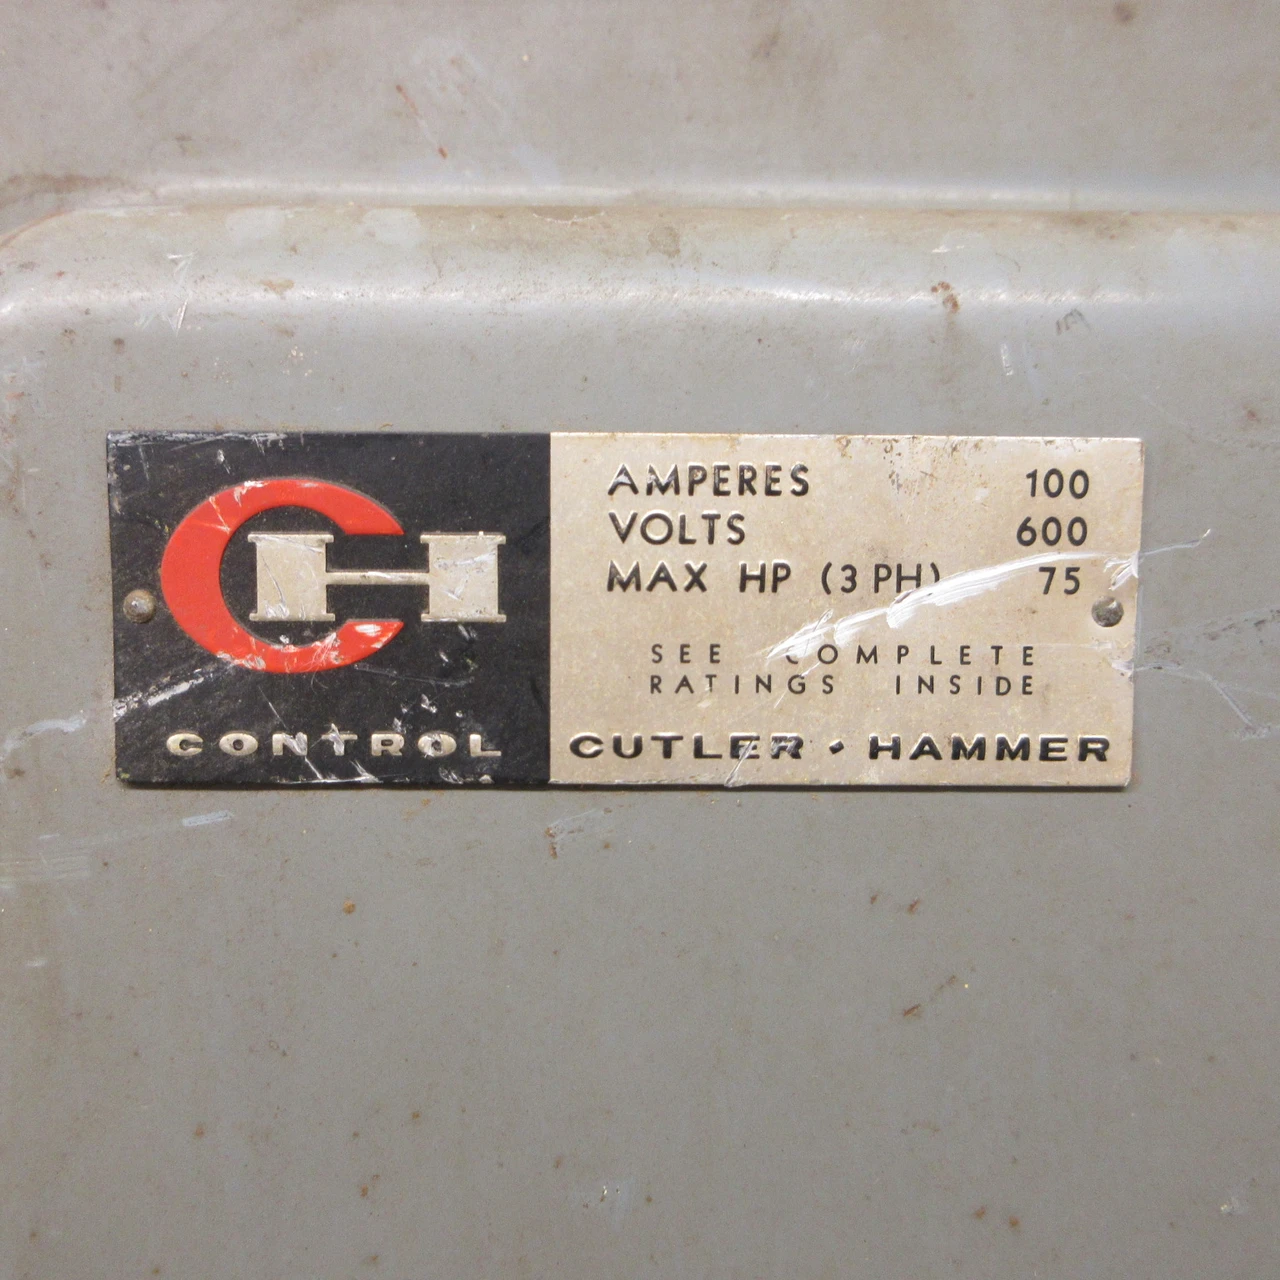 CH
CONTROL
AMPERES 100
VOLTS 600
MAX HP (3 PH) 75
SEE COMPLETE
RATINGS INSIDE
CUTLER • HAMMER